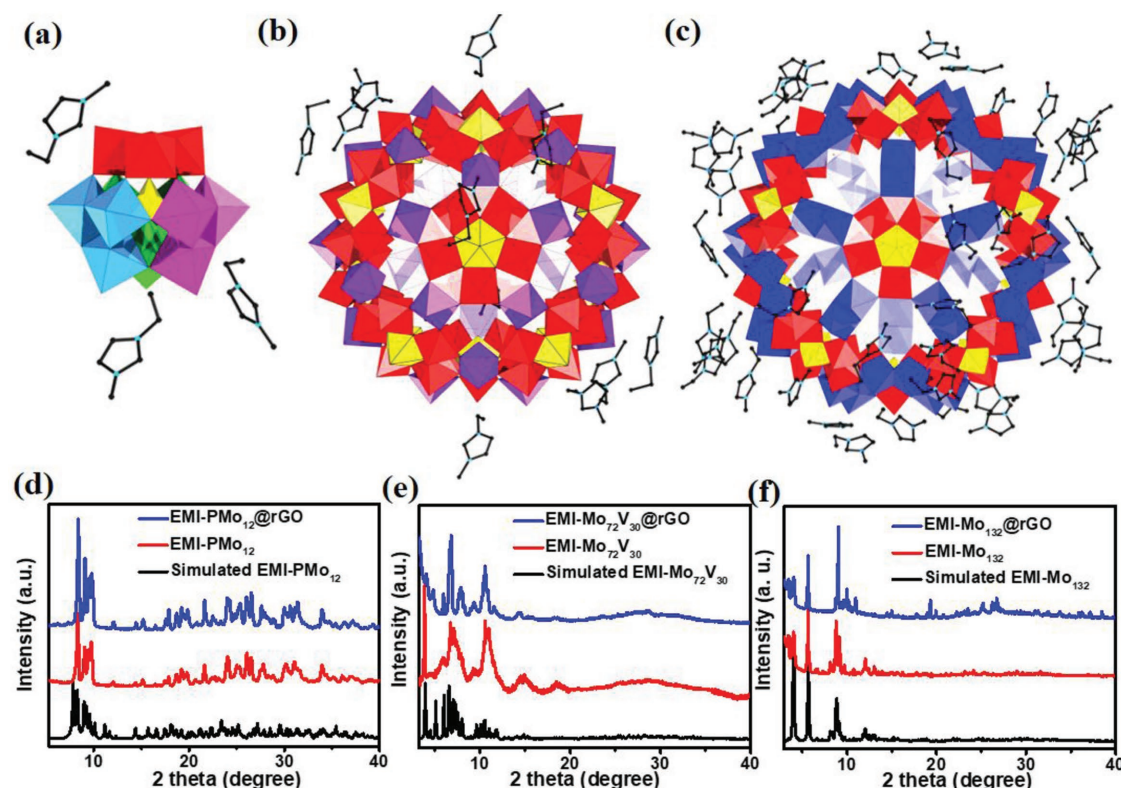 (a)
(b)
(c)
(d)
EMI-PMo₁₂@rGO
EMI-PMo₁₂
Simulated EMI-PMo₁₂
Intensity (a.u.)
10 20 30 40
2 theta (degree)
(e)
EMI-Mo₇₂V₃₀@rGO
EMI-Mo₇₂V₃₀
Simulated EMI-Mo₇₂V₃₀
Intensity (a.u.)
10 20 30 40
2 theta (degree)
(f)
EMI-Mo₁₃₂@rGO
EMI-Mo₁₃₂
Simulated EMI-Mo₁₃₂
Intensity (a. u.)
10 20 30 40
2 theta (degree)